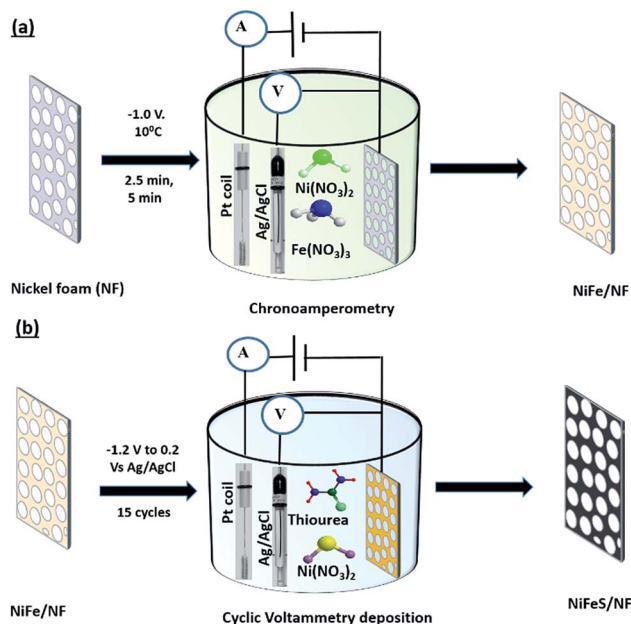 (a)
A
-1.0 V.
10⁰C
V
2.5 min,
5 min
Pt coil
Ag/AgCl
Ni(NO₃)₂
Fe(NO₃)₃
Nickel foam (NF)
Chronoamperometry
NiFe/NF
(b)
A
-1.2 V to 0.2
Vs Ag/AgCl
V
15 cycles
Pt coil
Ag/AgCl
Thiourea
Ni(NO₃)₂
NiFe/NF
Cyclic Voltammetry deposition
NiFeS/NF